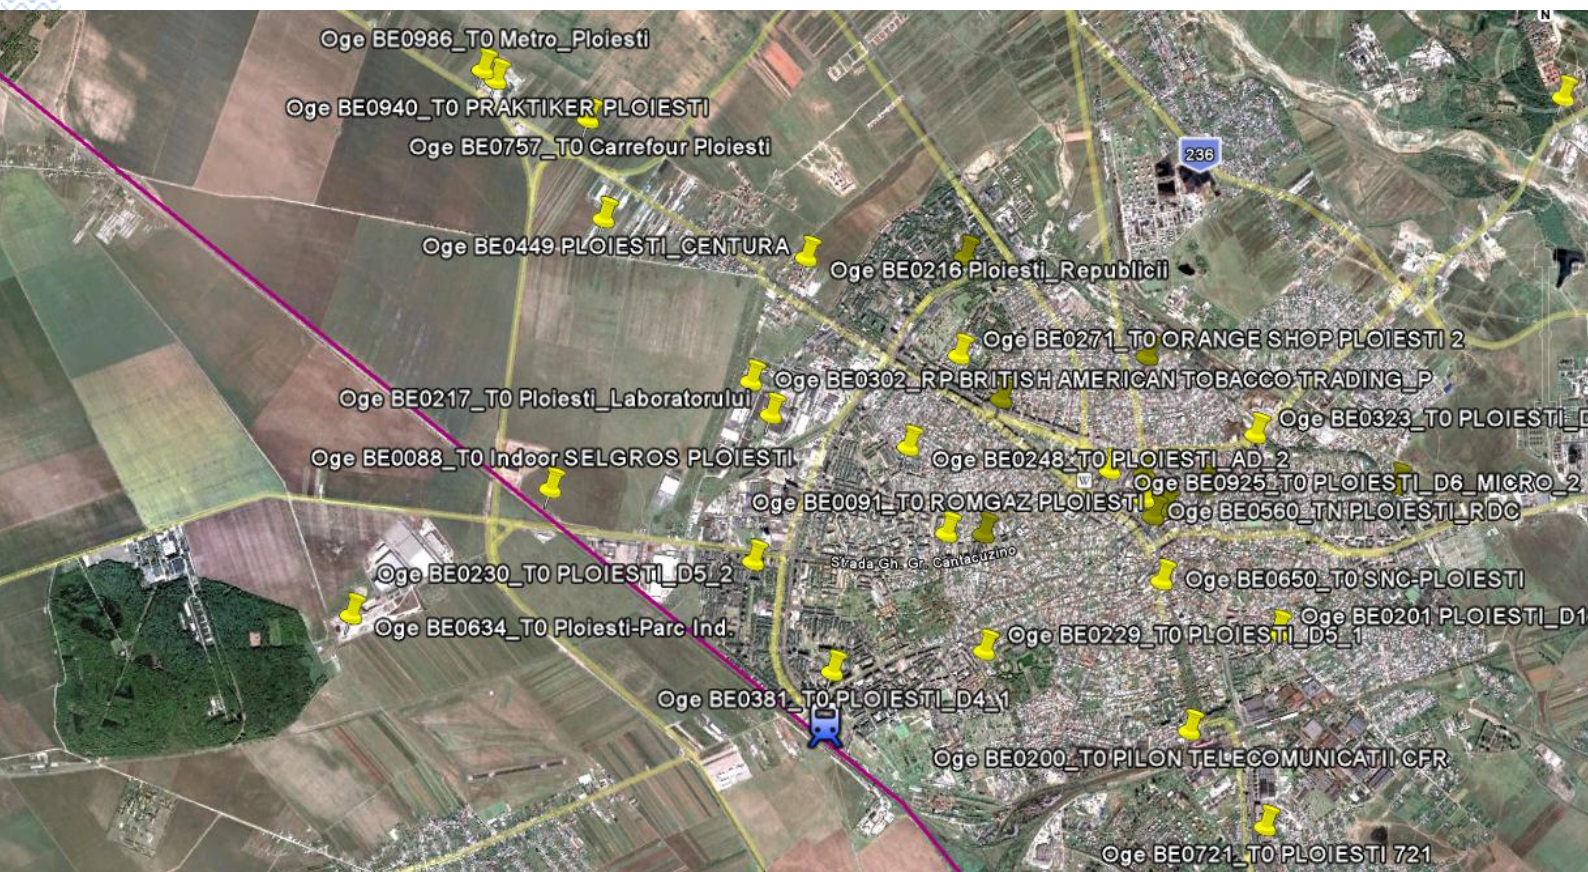 N
Oge BE0986_T0 Metro_Ploiesti
Oge BE0940_T0 PRAKTIKER PLOIESTI
Oge BE0757_T0 Carrefour Ploiesti
236
Oge BE0449 PLOIESTI_CENTURA
Oge BE0216 Ploiesti_Republicii
Oge BE0271_T0 ORANGE SHOP PLOIESTI 2
Oge BE0302_RP BRITISH AMERICAN TOBACCO TRADING_P
Oge BE0217_T0 Ploiesti_Laboratorului
Oge BE0323_T0 PLOIESTI_D
Oge BE0088_T0 Indoor SELGROS PLOIESTI
Oge BE0248_T0 PLOIESTI_AD_2
W
Oge BE0925_T0 PLOIESTI_D6_MICRO_2
Oge BE0091_T0 ROMGAZ PLOIESTI
Oge BE0560_TN PLOIESTI_RDC
Strada Gh. Gr. Cantacuzino
Oge BE0230_T0 PLOIESTI_D5_2
Oge BE0650_T0 SNC-PLOIESTI
Oge BE0634_T0 Ploiesti-Parc Ind.
Oge BE0201 PLOIESTI_D1
Oge BE0229_T0 PLOIESTI_D5_1
Oge BE0381_T0 PLOIESTI_D4_1
Oge BE0200_T0 PILON TELECOMUNICATII CFR
Oge BE0721_T0 PLOIESTI 721